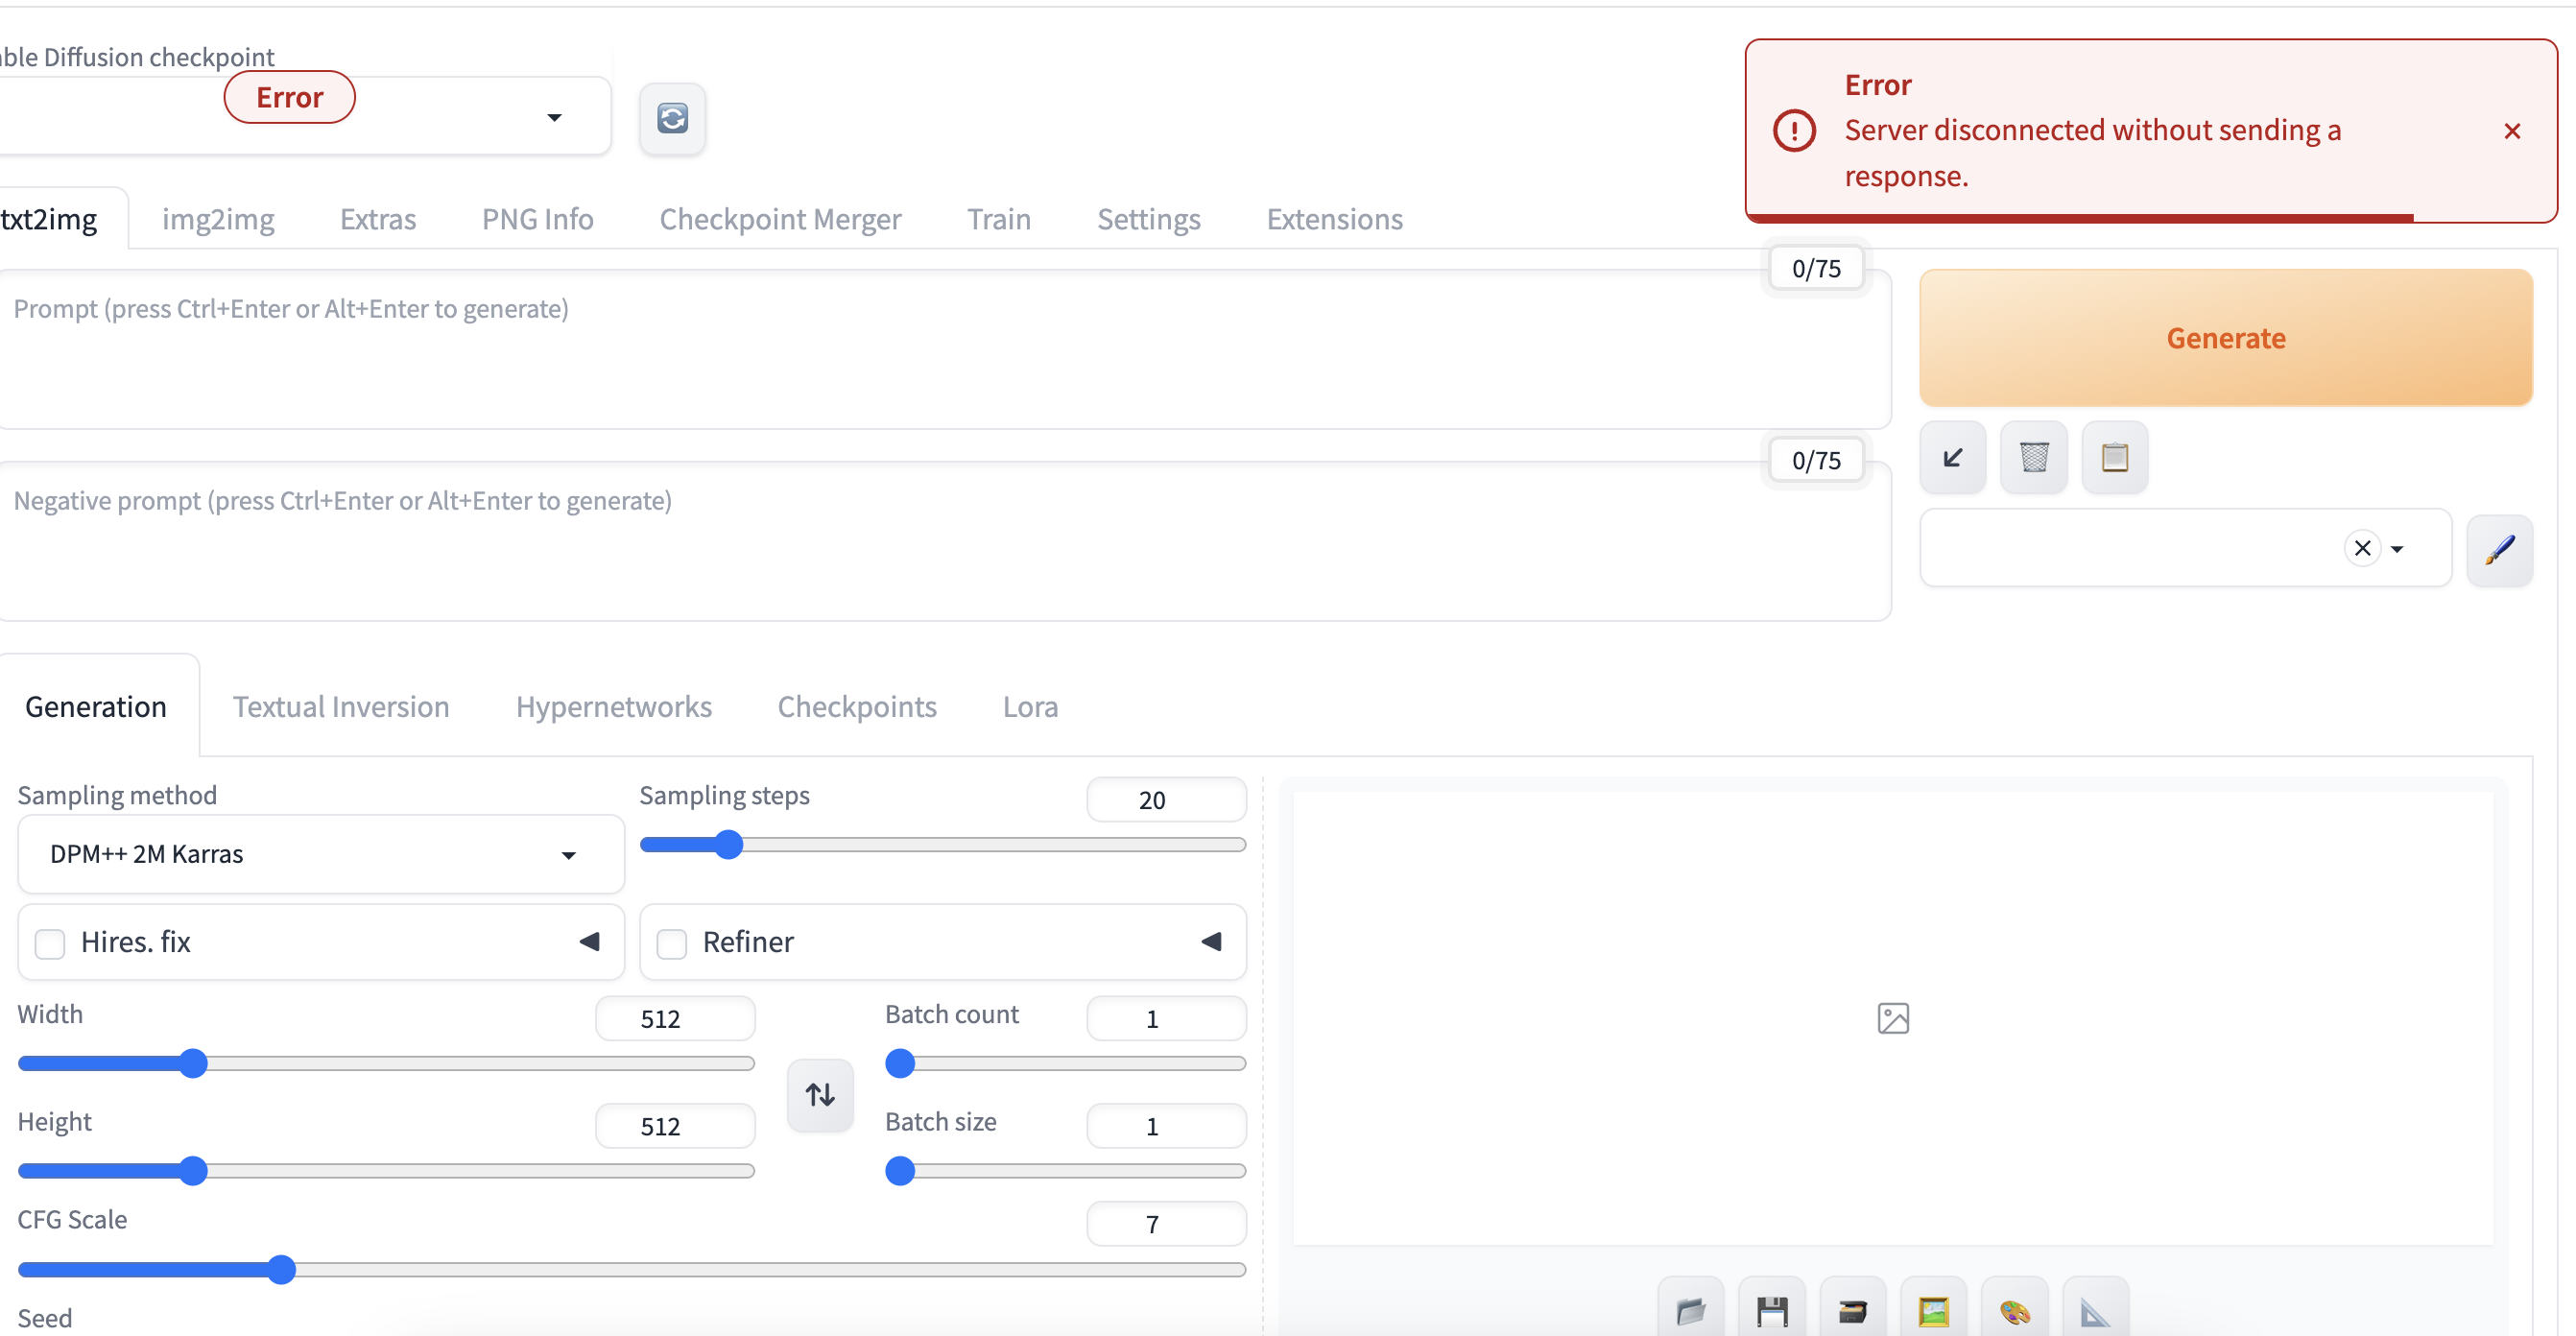 ble Diffusion checkpoint
Error
Error
Server disconnected without sending a
response.
txt2img img2img Extras PNG Info Checkpoint Merger Train Settings Extensions
0/75
Prompt (press Ctrl+Enter or Alt+Enter to generate)
Generate
0/75
Negative prompt (press Ctrl+Enter or Alt+Enter to generate)
Generation Textual Inversion Hypernetworks Checkpoints Lora
Sampling method
DPM++ 2M Karras
Sampling steps 20
Hires. fix
Refiner
Width 512
Batch count 1
Height 512
Batch size 1
CFG Scale 7
Seed